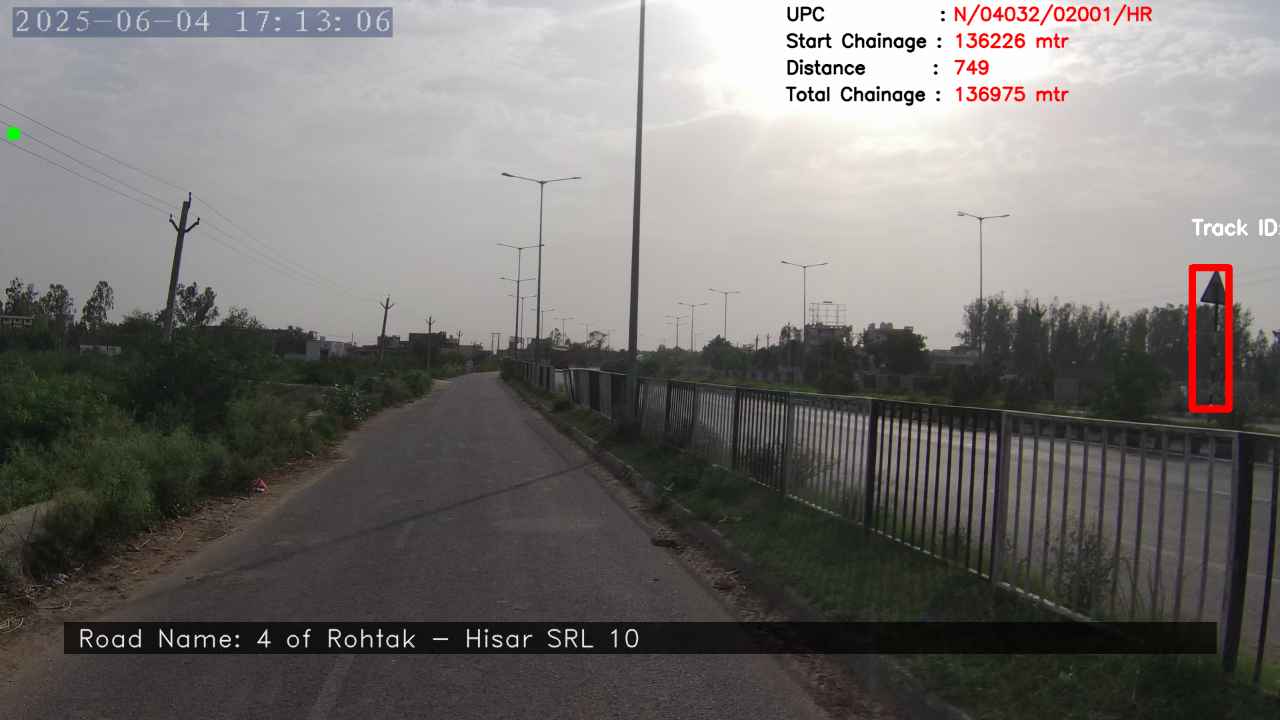 2025-06-04 17:13:06
UPC : N/04032/02001/HR
Start Chainage : 136226 mtr
Distance : 749
Total Chainage : 136975 mtr
Track ID:
Road Name: 4 of Rohtak - Hisar SRL 10